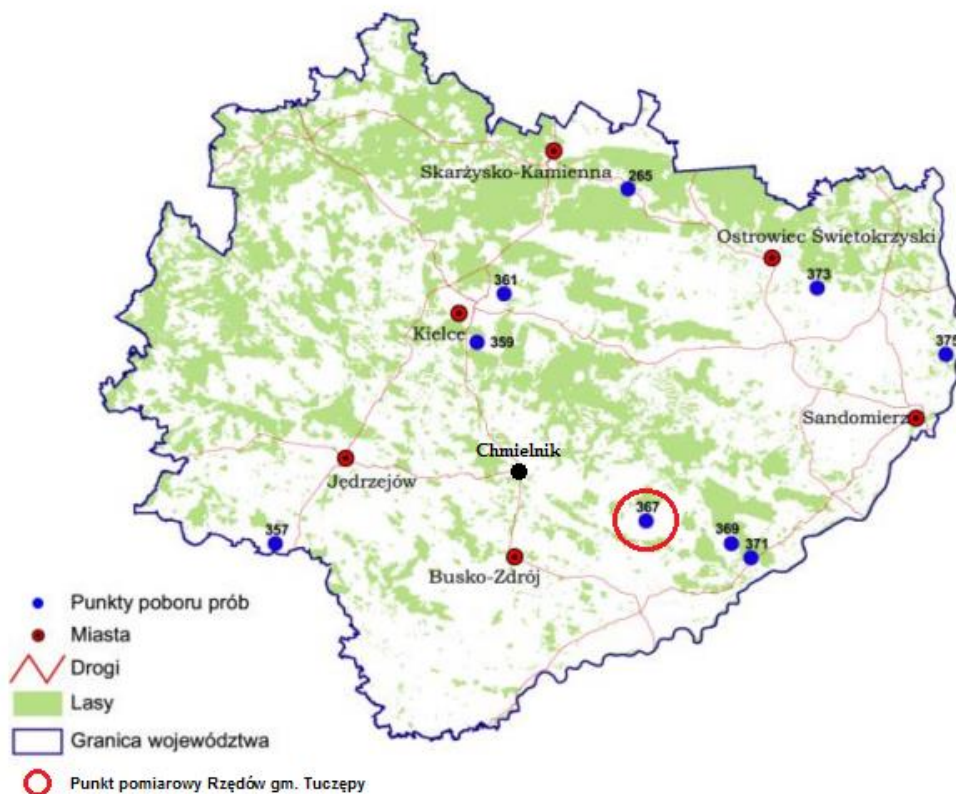 Skarżysko-Kamienna
265
Ostrowiec Świętokrzyski
373
361
Kielce
359
375
Sandomierz
Chmielnik
Jędrzejów
367
357
369
371
Busko-Zdrój
Punkty poboru prób
Miasta
Drogi
Lasy
Granica województwa
Punkt pomiarowy Rzędów gm. Tuczępy